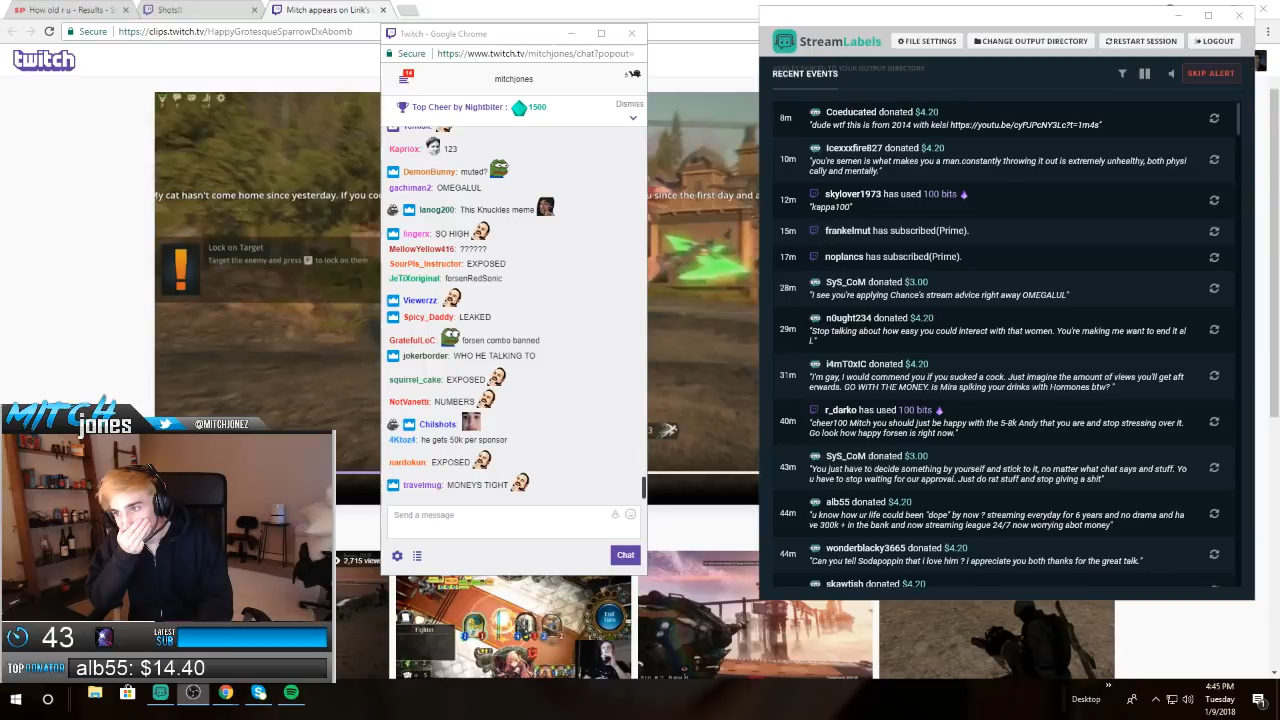 How old r u - Results
Shots!!
Mitch appears on Link's
Secure
https://clips.twitch.tv/HappyGrotesqueSparrowDxAbomb
twitch
My cat hasn't come home since yesterday. If you
since the first day and a
Lock on Target
Target the enemy and press F to lock on them
Twitch - Google Chrome
Secure
https://www.twitch.tv/mitchjones/chat?popout=
14
mitchjones
Top Cheer by Nightbiter: 1500
Dismiss
Kapriox: 123
DemonBunny: muted?
gachiman2: OMEGALUL
lanog200: This Knuckles meme
lingerx: SO HIGH
MellowYellow416: ??????
SourPls_Instructor: EXPOSED
JeTiXoriginal: forsenRedSonic
Viewerzz:
Spicy_Daddy: LEAKED
GratefulLoC: forsen combo banned
jokerborder: WHO HE TALKING TO
squirrel_cake: EXPOSED
NotVanetti: NUMBERS
Chilshots:
4Ktoz4: he gets 50k per sponsor
nardokun: EXPOSED
travelmug: MONEYS TIGHT
Send a message
Chat
StreamLabels
FILE SETTINGS
CHANGE OUTPUT DIRECTORY
RESTART SESSION
LOGOUT
RECENT EVENTS
SKIP ALERT
8m
Coeducated donated $4.20
"dude wtf this is from 2014 with kelsi https://youtu.be/cyFJPcNY3Lc?t=1m4s"
10m
Icexxxfire827 donated $4.20
"you're semen is what makes you a man.constantly throwing it out is extremely unhealthy, both physi
cally and mentally."
12m
skylover1973 has used 100 bits
"kappa100"
15m
frankelmut has subscribed(Prime).
17m
noplancs has subscribed(Prime).
28m
SyS_CoM donated $3.00
"I see you're applying Chance's stream advice right away OMEGALUL"
29m
n0ught234 donated $4.20
"Stop talking about how easy you could interact with that women. You're making me want to end it al
l."
31m
i4mT0xIC donated $4.20
"I'm gay, I would commend you if you sucked a cock. Just imagine the amount of views you'll get aft
erwards. GO WITH THE MONEY. Is Mira spiking your drinks with Hormones btw?"
40m
r_darko has used 100 bits
"cheer100 Mitch you should just be happy with the 5-8k Andy that you are and stop stressing over it.
Go look how happy forsen is right now."
43m
SyS_CoM donated $3.00
"You just have to decide something by yourself and stick to it, no matter what chat says and stuff. Yo
u have to stop waiting for our approval. Just do rat stuff and stop giving a shit"
44m
alb55 donated $4.20
"u know how ur life could been "dope" by now ? streaming everyday for 6 years and no drama and ha
ve 300k + in the bank and now streaming league 24/7 now worrying abot money"
44m
wonderblacky3665 donated $4.20
"Can you tell Sodapoppin that I love him ? I appreciate you both thanks for the great talk."
skawtish donated $4.20
MITCH
jones
@MITCHJONEZ
2,715 views
End
Turn
Fighter
43
LATEST
SUB
TOP DONATOR
alb55: $14.40
Desktop
4:45 PM
Tuesday
1/9/2018